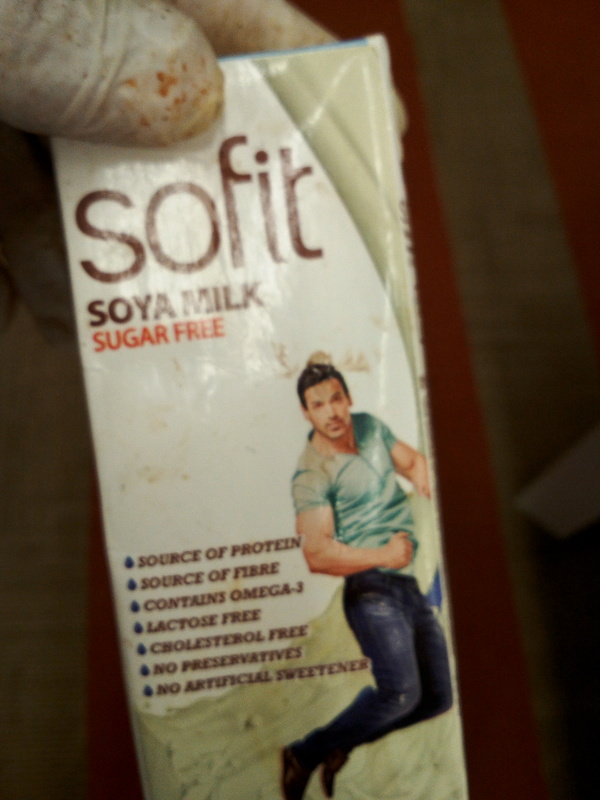 sofit
SOYA MILK
SUGAR FREE
SOURCE OF PROTEIN
SOURCE OF FIBRE
CONTAINS OMEGA-3
LACTOSE FREE
CHOLESTEROL FREE
NO PRESERVATIVES
NO ARTIFICIAL SWEETENER